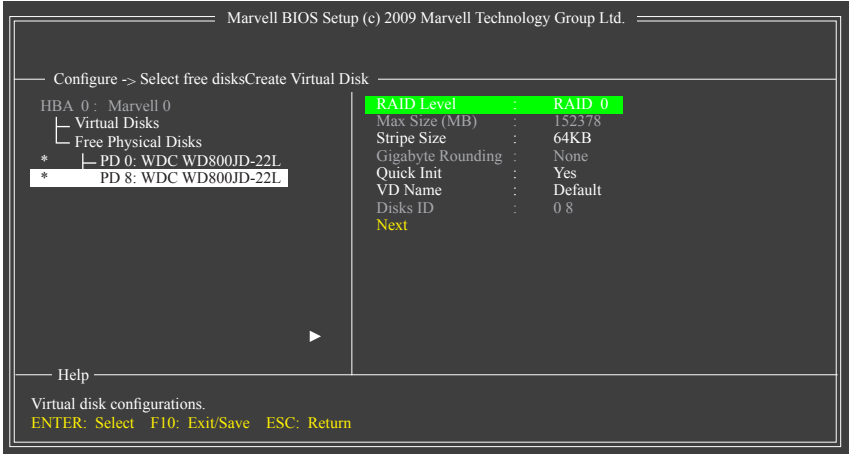 Marvell BIOS Setup (c) 2009 Marvell Technology Group Ltd.
Configure -> Select free disksCreate Virtual Disk
HBA 0 : Marvell 0
Virtual Disks
Free Physical Disks
* PD 0: WDC WD800JD-22L
* PD 8: WDC WD800JD-22L
RAID Level : RAID 0
Max Size (MB) : 152378
Stripe Size : 64KB
Gigabyte Rounding : None
Quick Init : Yes
VD Name : Default
Disks ID : 0 8
Next
Help
Virtual disk configurations.
ENTER: Select F10: Exit/Save ESC: Return